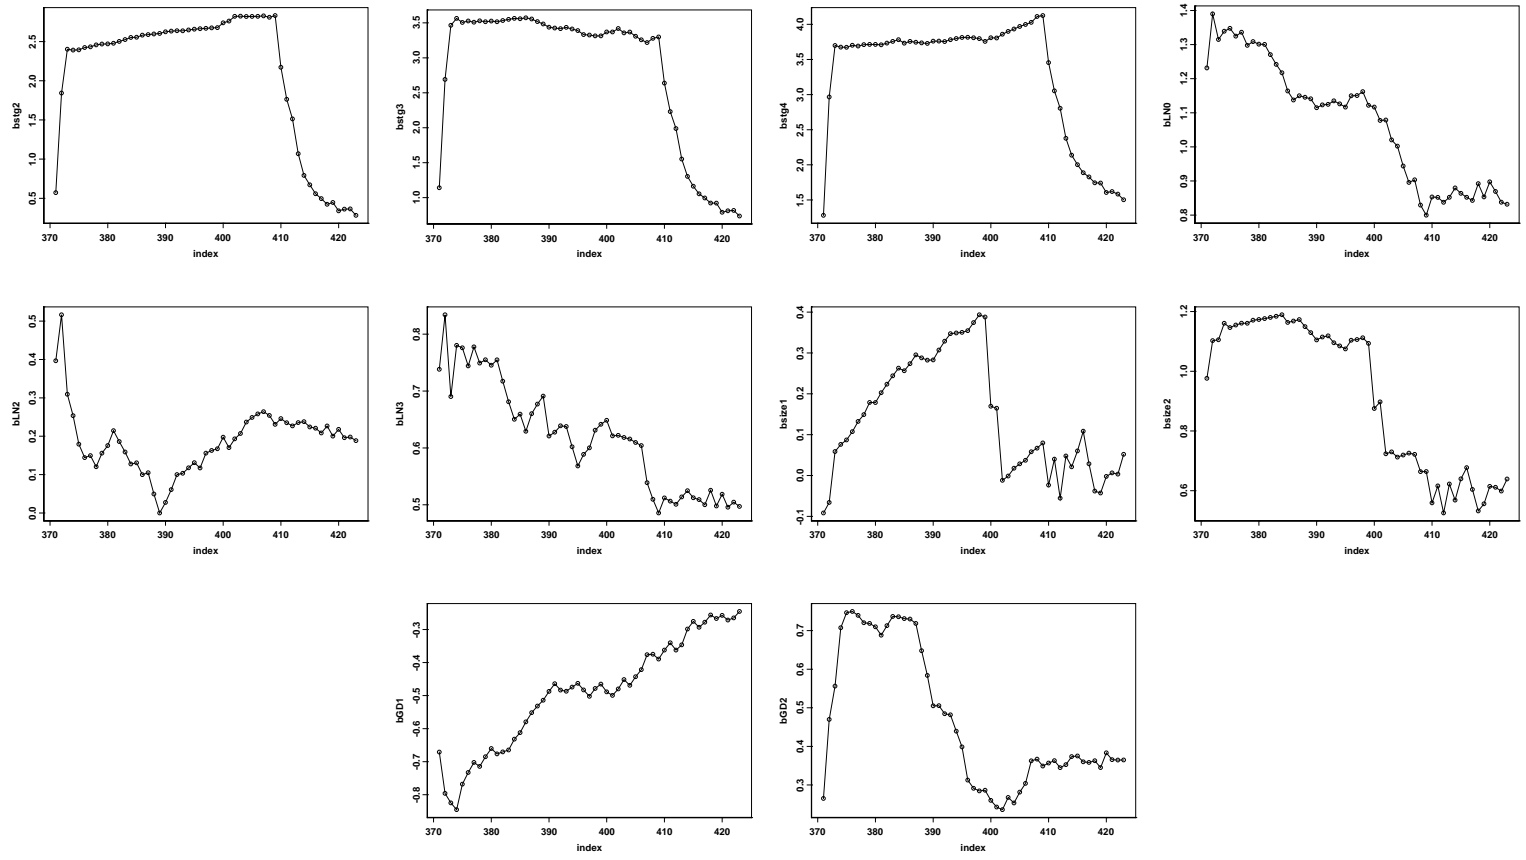 bstg2
0.5 1.0 1.5 2.0 2.5
370 380 390 400 410 420
index
bstg3
1.0 1.5 2.0 2.5 3.0 3.5
370 380 390 400 410 420
index
bstg4
1.5 2.0 2.5 3.0 3.5 4.0
370 380 390 400 410 420
index
bLN0
0.8 0.9 1.0 1.1 1.2 1.3 1.4
370 380 390 400 410 420
index
bLN2
0.0 0.1 0.2 0.3 0.4 0.5
370 380 390 400 410 420
index
bLN3
0.5 0.6 0.7 0.8
370 380 390 400 410 420
index
bsize1
-0.1 0.0 0.1 0.2 0.3 0.4
370 380 390 400 410 420
index
bsize2
0.6 0.8 1.0 1.2
370 380 390 400 410 420
index
bGD1
-0.8 -0.7 -0.6 -0.5 -0.4 -0.3
370 380 390 400 410 420
index
bGD2
0.3 0.4 0.5 0.6 0.7
370 380 390 400 410 420
index